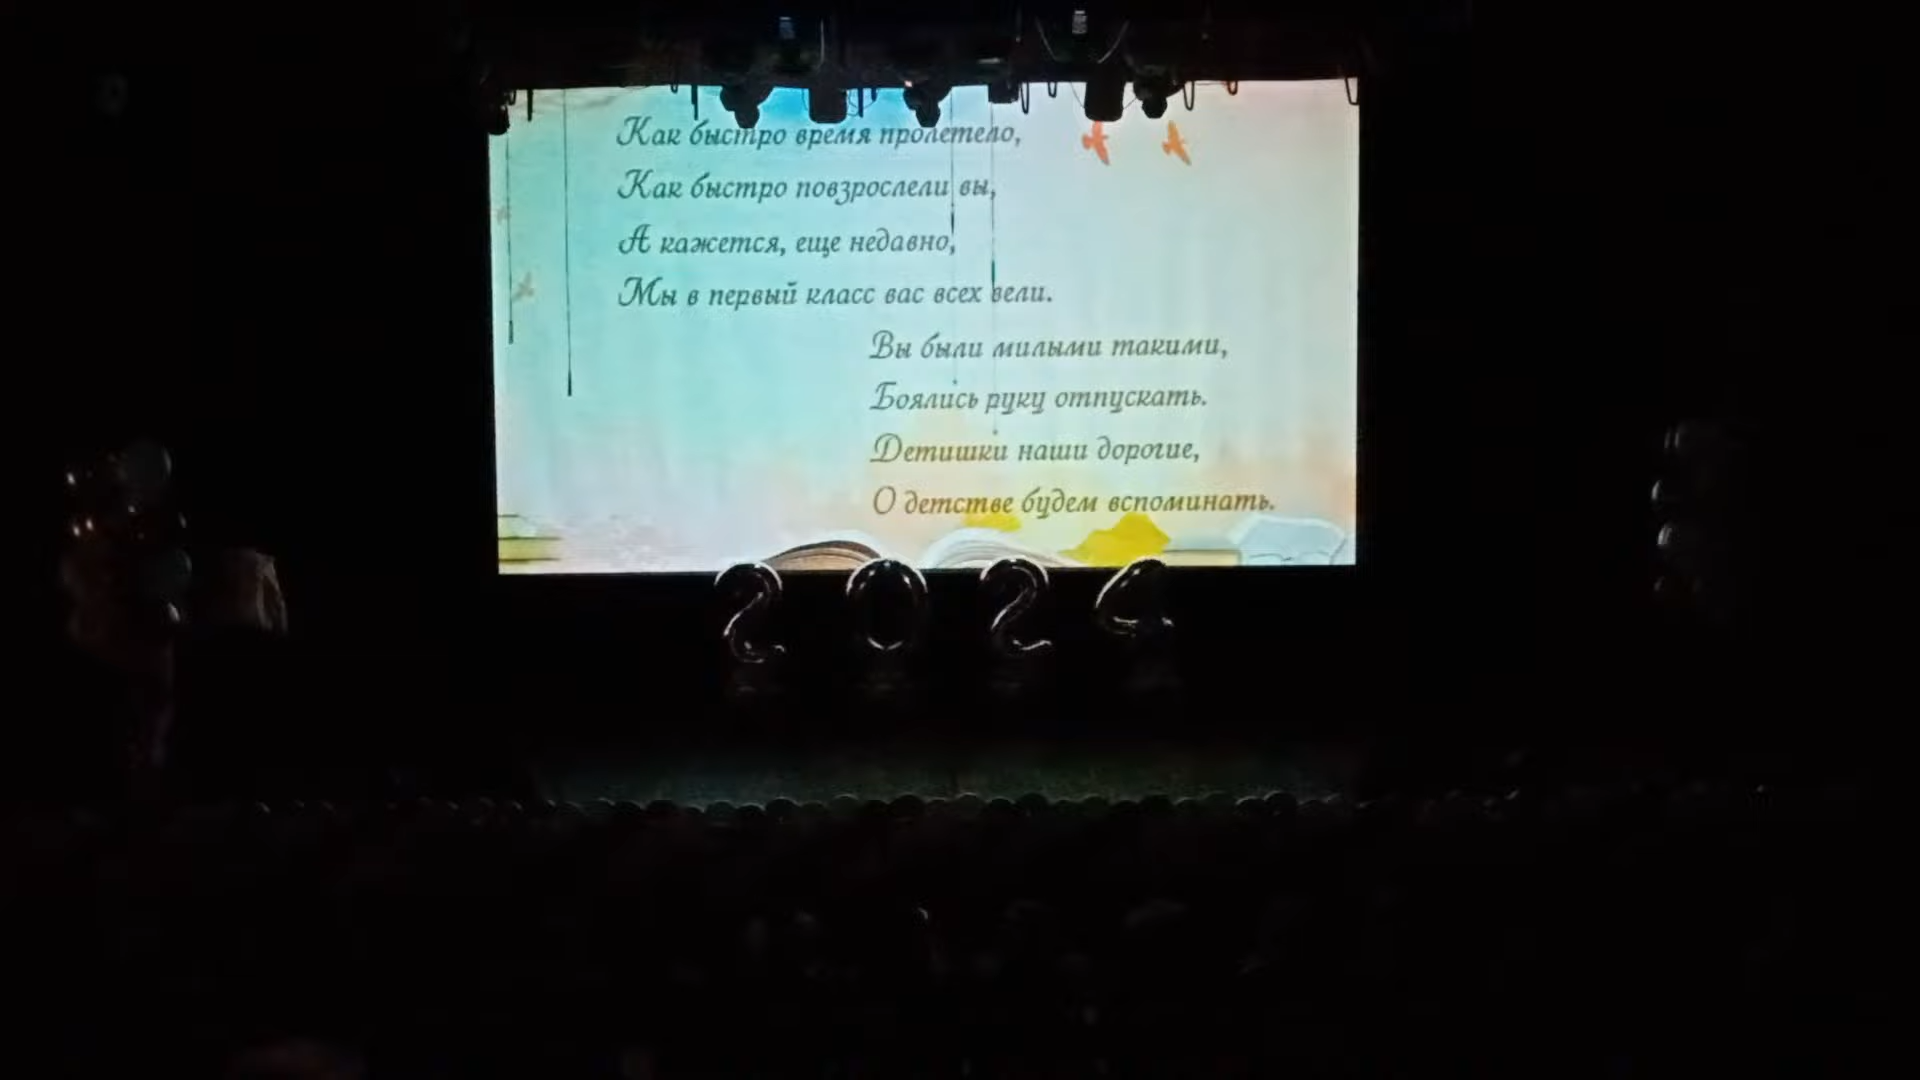 Как быстро время пролетело,
Как быстро повзрослели вы,
А кажется, еще недавно,
Мы в первый класс вас всех вели.
Вы были милыми такими,
Боялись руку отпускать.
Детишки наши дорогие,
О детстве будем вспоминать.
2024